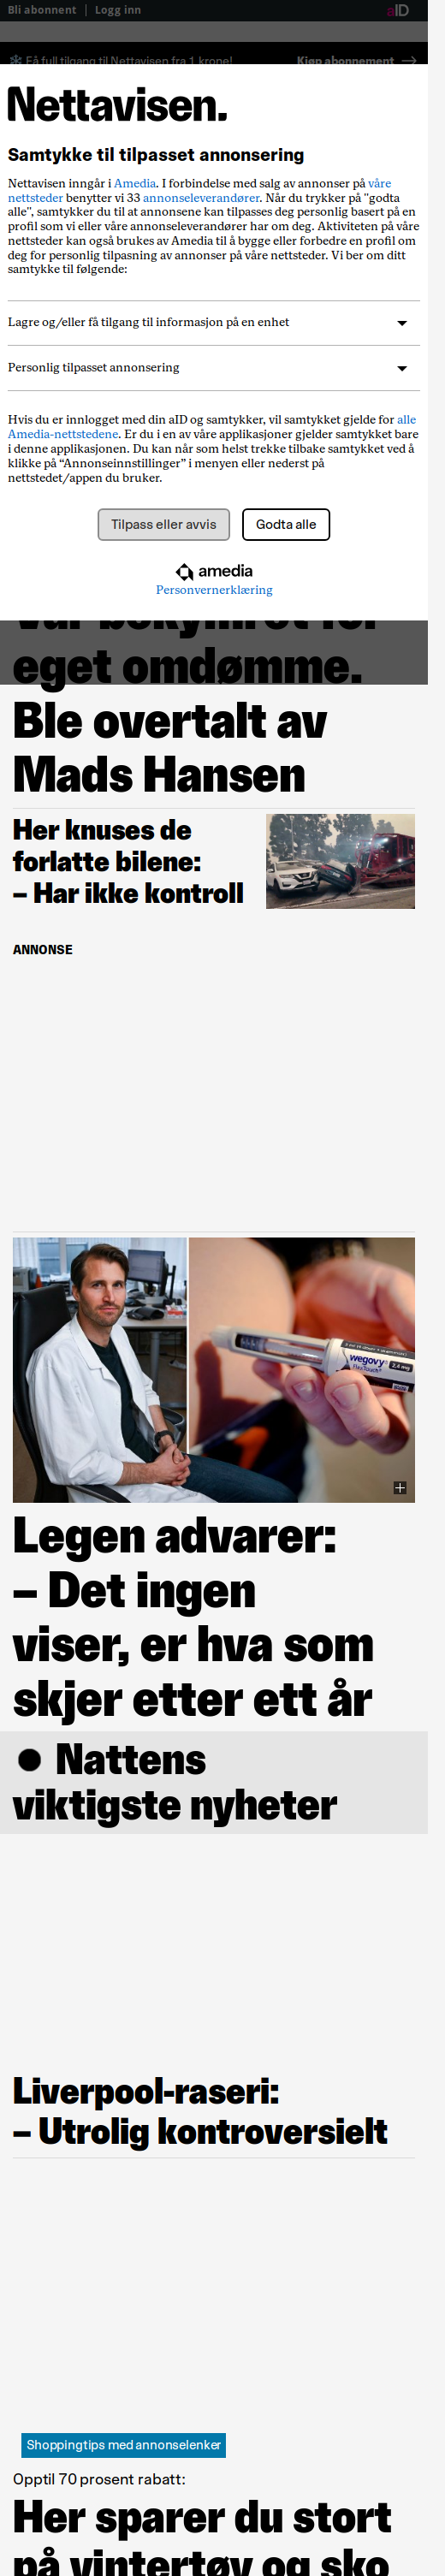 Bli abonnent | Logg inn aID
Få full tilgang til Nettavisen fra 1 krone! Kjøp abonnement →
Nettavisen.
Samtykke til tilpasset annonsering
Nettavisen inngår i Amedia. I forbindelse med salg av annonser på våre
nettsteder benytter vi 33 annonseleverandører. Når du trykker på "godta
alle", samtykker du til at annonsene kan tilpasses deg personlig basert på en
profil som vi eller våre annonseleverandører har om deg. Aktiviteten på våre
nettsteder kan også brukes av Amedia til å bygge eller forbedre en profil om
deg for personlig tilpasning av annonser på våre nettsteder. Vi ber om ditt
samtykke til følgende:
Lagre og/eller få tilgang til informasjon på en enhet
Personlig tilpasset annonsering
Hvis du er innlogget med din aID og samtykker, vil samtykket gjelde for alle
Amedia-nettstedene. Er du i en av våre applikasjoner gjelder samtykket bare
i denne applikasjonen. Du kan når som helst trekke tilbake samtykket ved å
klikke på “Annonseinnstillinger” i menyen eller nederst på
nettstedet/appen du bruker.
Tilpass eller avvis Godta alle
amedia
Personvernerklæring
Var bekymret for
eget omdømme.
Ble overtalt av
Mads Hansen
Her knuses de
forlatte bilene:
– Har ikke kontroll
ANNONSE
wegovy
FlexTouch
2,4 mg
Legen advarer:
– Det ingen
viser, er hva som
skjer etter ett år
Nattens
viktigste nyheter
Liverpool-raseri:
– Utrolig kontroversielt
Shoppingtips med annonselenker
Opptil 70 prosent rabatt:
Her sparer du stort
på vintertøy og sko